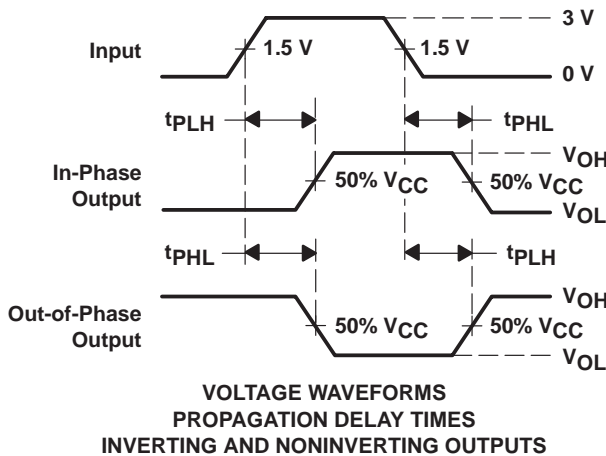 3 V
Input
1.5 V
1.5 V
0 V
tPLH
tPHL
In-Phase
Output
VOH
50% VCC
50% VCC
VOL
tPHL
tPLH
Out-of-Phase
Output
VOH
50% VCC
50% VCC
VOL
VOLTAGE WAVEFORMS
PROPAGATION DELAY TIMES
INVERTING AND NONINVERTING OUTPUTS